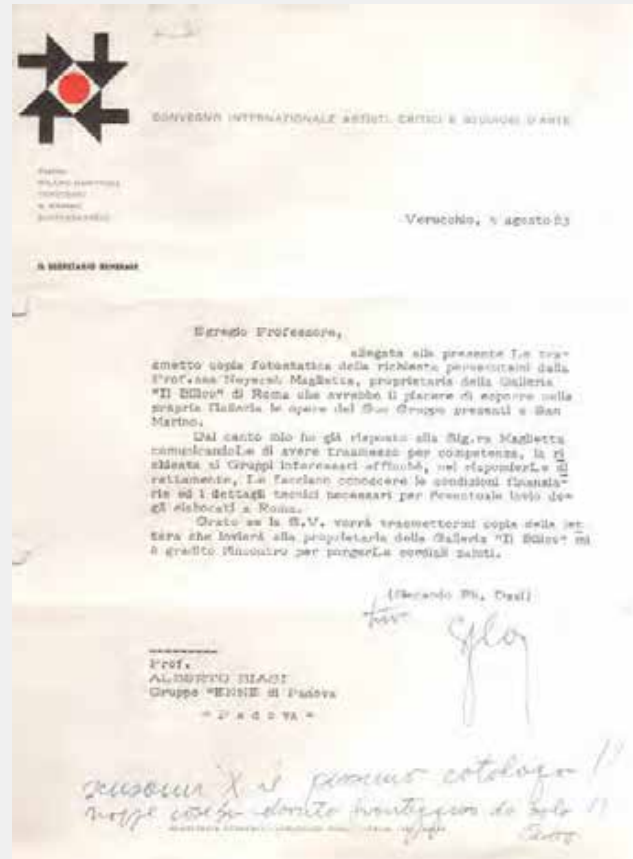 CONVEGNO INTERNAZIONALE ARTISTI, CRITICI E STUDIOSI D'ARTE
Verucchio, agosto 63
IL SEGRETARIO GENERALE
Egregio Professore,
allegata alla presente Le tra-
smetto copia fotostatica della richiesta pervenutami dalla
Prof.ssa Maglietta, proprietaria della Galleria
"Il Bilico" di Roma che avrebbe il piacere di esporre nella
propria Galleria le opere del Suo Gruppo presenti a San
Marino.
Dal canto mio ho già risposto alla Sig.ra Maglietta
comunicandoLe di avere trasmesso per competenza, la ri
chiesta ai Gruppi interessati affinché, nel risponderLe di
rettamente, Le facciano conoscere le condizioni finanzia-
rie ed i dettagli tecnici necessari per l'eventuale invio de-
gli elaborati a Roma.
Grato se la S.V. vorrà trasmettermi copia della let
tera che invierà alla proprietaria della Galleria "Il Bilico" mi
è gradito l'incontro per porgerLe cordiali saluti.
Prof.
ALBERTO BIASI
Gruppo "ENNE di Padova
= P a d o v a =
catalogo